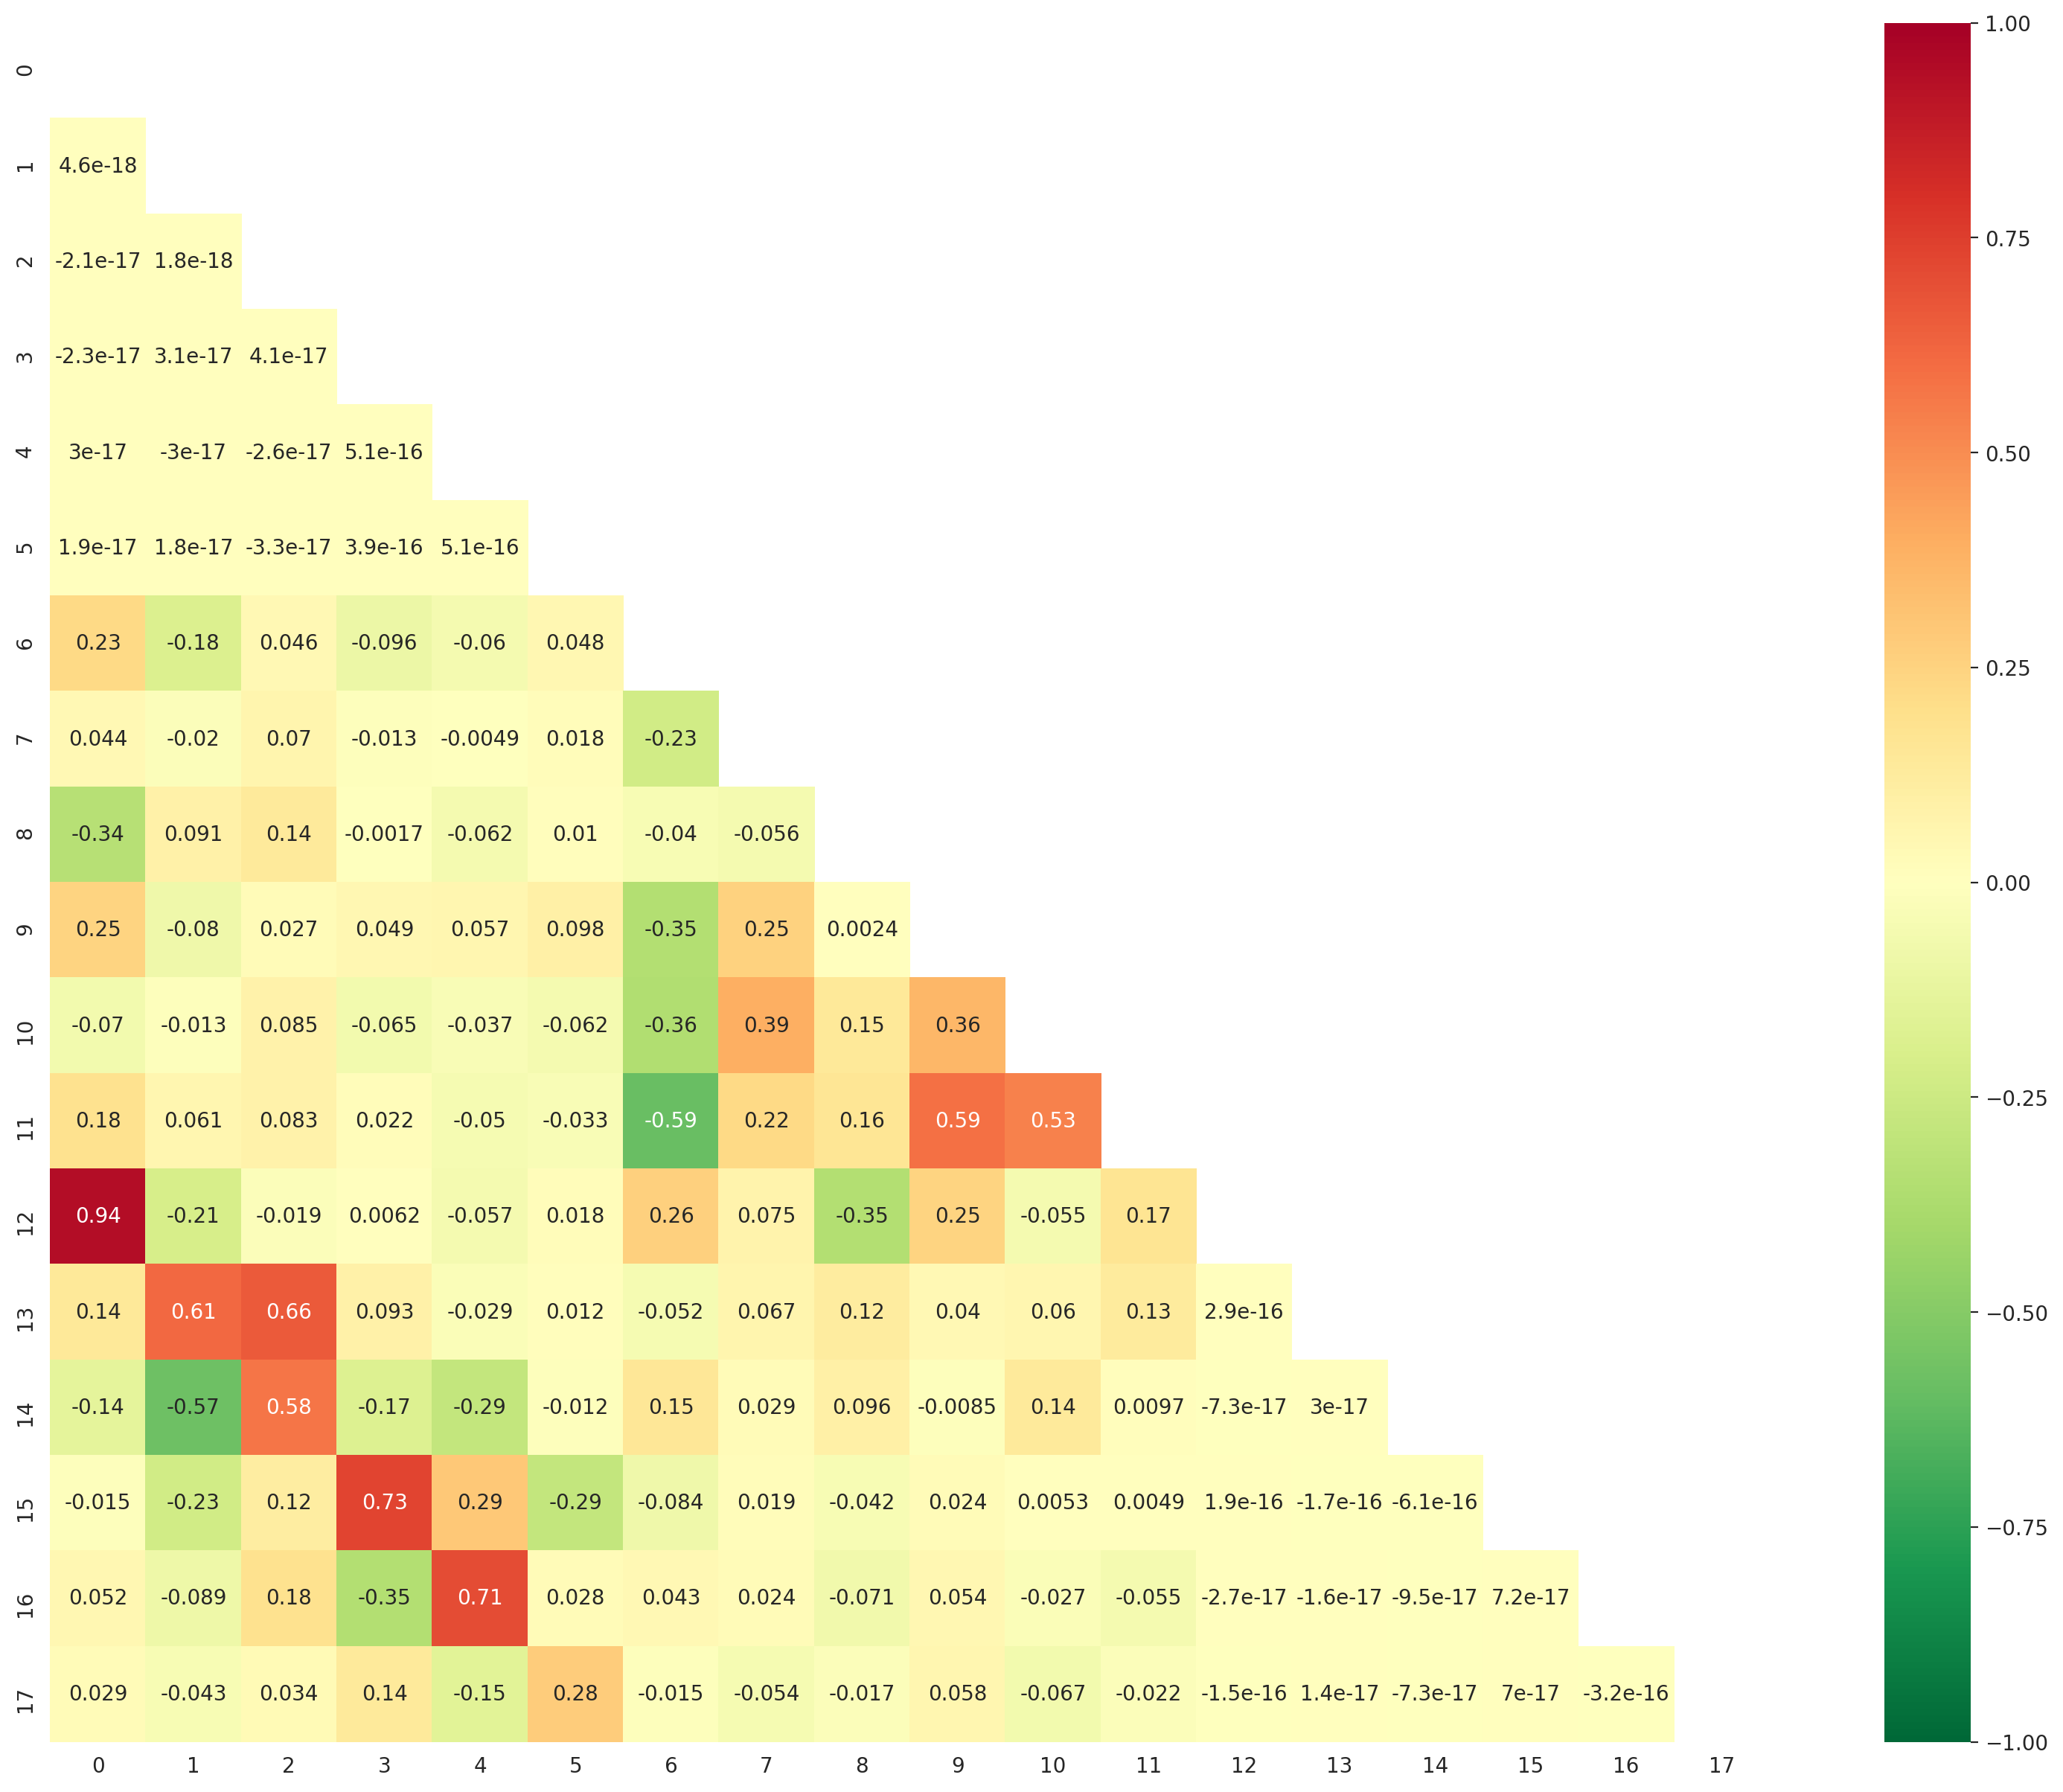 1.00
0
1 4.6e-18
2 -2.1e-17 1.8e-18
0.75
3 -2.3e-17 3.1e-17 4.1e-17
4 3e-17 -3e-17 -2.6e-17 5.1e-16
0.50
5 1.9e-17 1.8e-17 -3.3e-17 3.9e-16 5.1e-16
6 0.23 -0.18 0.046 -0.096 -0.06 0.048
0.25
7 0.044 -0.02 0.07 -0.013 -0.0049 0.018 -0.23
8 -0.34 0.091 0.14 -0.0017 -0.062 0.01 -0.04 -0.056
0.00
9 0.25 -0.08 0.027 0.049 0.057 0.098 -0.35 0.25 0.0024
10 -0.07 -0.013 0.085 -0.065 -0.037 -0.062 -0.36 0.39 0.15 0.36
−0.25
11 0.18 0.061 0.083 0.022 -0.05 -0.033 -0.59 0.22 0.16 0.59 0.53
12 0.94 -0.21 -0.019 0.0062 -0.057 0.018 0.26 0.075 -0.35 0.25 -0.055 0.17
13 0.14 0.61 0.66 0.093 -0.029 0.012 -0.052 0.067 0.12 0.04 0.06 0.13 2.9e-16
−0.50
14 -0.14 -0.57 0.58 -0.17 -0.29 -0.012 0.15 0.029 0.096 -0.0085 0.14 0.0097 -7.3e-17 3e-17
15 -0.015 -0.23 0.12 0.73 0.29 -0.29 -0.084 0.019 -0.042 0.024 0.0053 0.0049 1.9e-16 -1.7e-16 -6.1e-16
−0.75
16 0.052 -0.089 0.18 -0.35 0.71 0.028 0.043 0.024 -0.071 0.054 -0.027 -0.055 -2.7e-17 -1.6e-17 -9.5e-17 7.2e-17
17 0.029 -0.043 0.034 0.14 -0.15 0.28 -0.015 -0.054 -0.017 0.058 -0.067 -0.022 -1.5e-16 1.4e-17 -7.3e-17 7e-17 -3.2e-16
−1.00
0 1 2 3 4 5 6 7 8 9 10 11 12 13 14 15 16 17